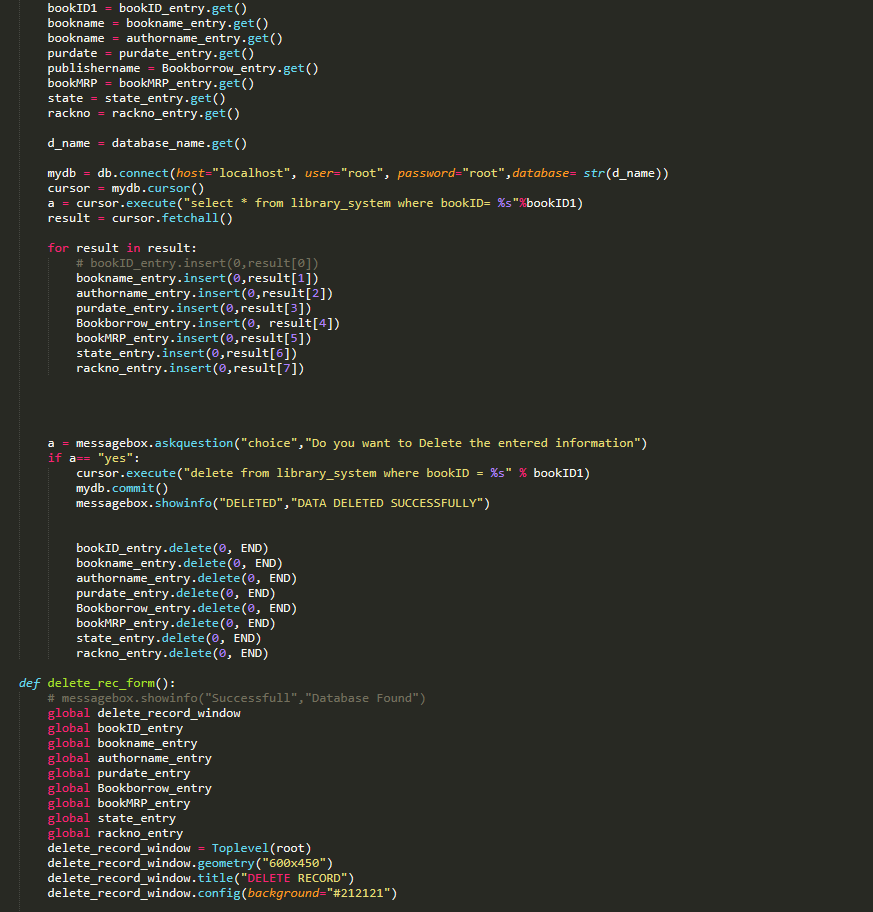 bookID1 = bookID_entry.get()
bookname = bookname_entry.get()
bookname = authorname_entry.get()
purdate = purdate_entry.get()
publishername = Bookborrow_entry.get()
bookMRP = bookMRP_entry.get()
state = state_entry.get()
rackno = rackno_entry.get()
d_name = database_name.get()
mydb = db.connect(host="localhost", user="root", password="root",database= str(d_name))
cursor = mydb.cursor()
a = cursor.execute("select * from library_system where bookID= %s"%bookID1)
result = cursor.fetchall()
for result in result:
# bookID_entry.insert(0,result[0])
bookname_entry.insert(0,result[1])
authorname_entry.insert(0,result[2])
purdate_entry.insert(0,result[3])
Bookborrow_entry.insert(0, result[4])
bookMRP_entry.insert(0,result[5])
state_entry.insert(0,result[6])
rackno_entry.insert(0,result[7])
a = messagebox.askquestion("choice","Do you want to Delete the entered information")
if a== "yes":
cursor.execute("delete from library_system where bookID = %s" % bookID1)
mydb.commit()
messagebox.showinfo("DELETED","DATA DELETED SUCCESSFULLY")
bookID_entry.delete(0, END)
bookname_entry.delete(0, END)
authorname_entry.delete(0, END)
purdate_entry.delete(0, END)
Bookborrow_entry.delete(0, END)
bookMRP_entry.delete(0, END)
state_entry.delete(0, END)
rackno_entry.delete(0, END)
def delete_rec_form():
# messagebox.showinfo("Successfull","Database Found")
global delete_record_window
global bookID_entry
global bookname_entry
global authorname_entry
global purdate_entry
global Bookborrow_entry
global bookMRP_entry
global state_entry
global rackno_entry
delete_record_window = Toplevel(root)
delete_record_window.geometry("600x450")
delete_record_window.title("DELETE RECORD")
delete_record_window.config(background="#212121")